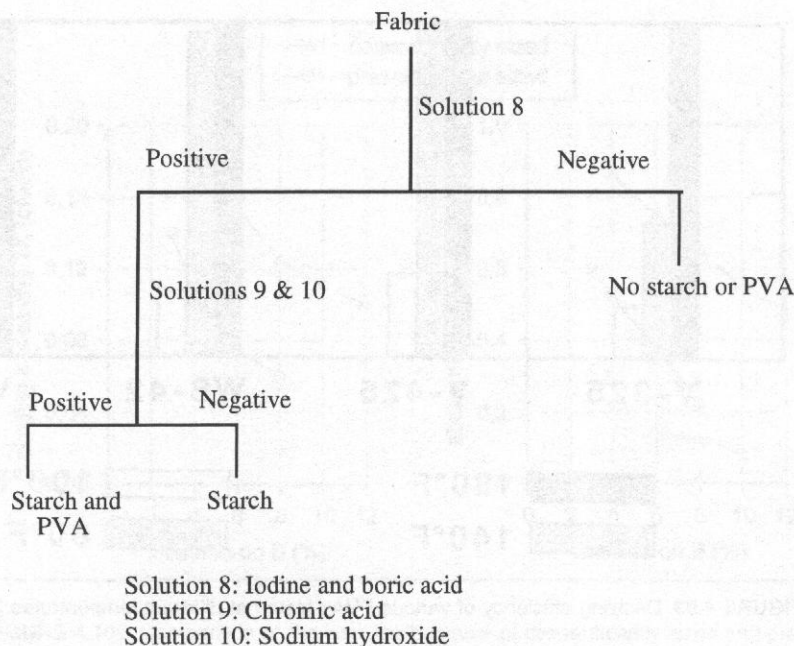 Fabric
Solution 8
Positive
Negative
Solutions 9 & 10
No starch or PVA
Positive
Negative
Starch and
PVA
Starch
Solution 8: Iodine and boric acid
Solution 9: Chromic acid
Solution 10: Sodium hydroxide